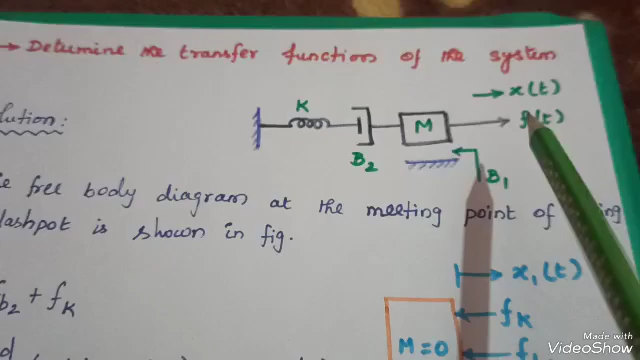 → Determine the transfer function of the system
x(t)
K
lution:
M
f(t)
B₂
B₁
e free body diagram at the meeting point of
dashpot is shown in fig.
x₁(t)
b₂ + fK
fK
M=0
Made with
VideoShow